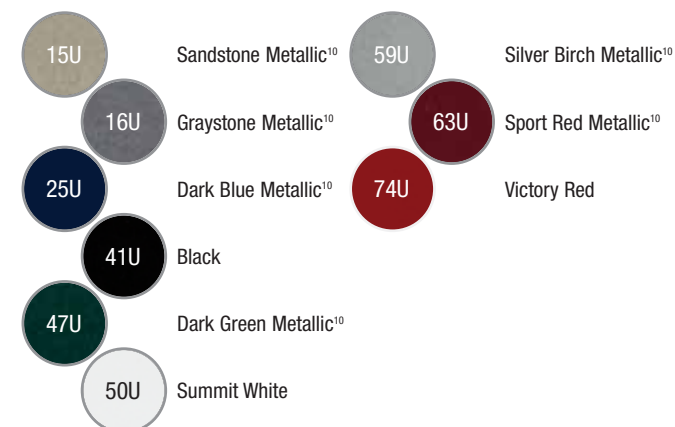 15U Sandstone Metallic¹⁰
16U Graystone Metallic¹⁰
25U Dark Blue Metallic¹⁰
41U Black
47U Dark Green Metallic¹⁰
50U Summit White
59U Silver Birch Metallic¹⁰
63U Sport Red Metallic¹⁰
74U Victory Red